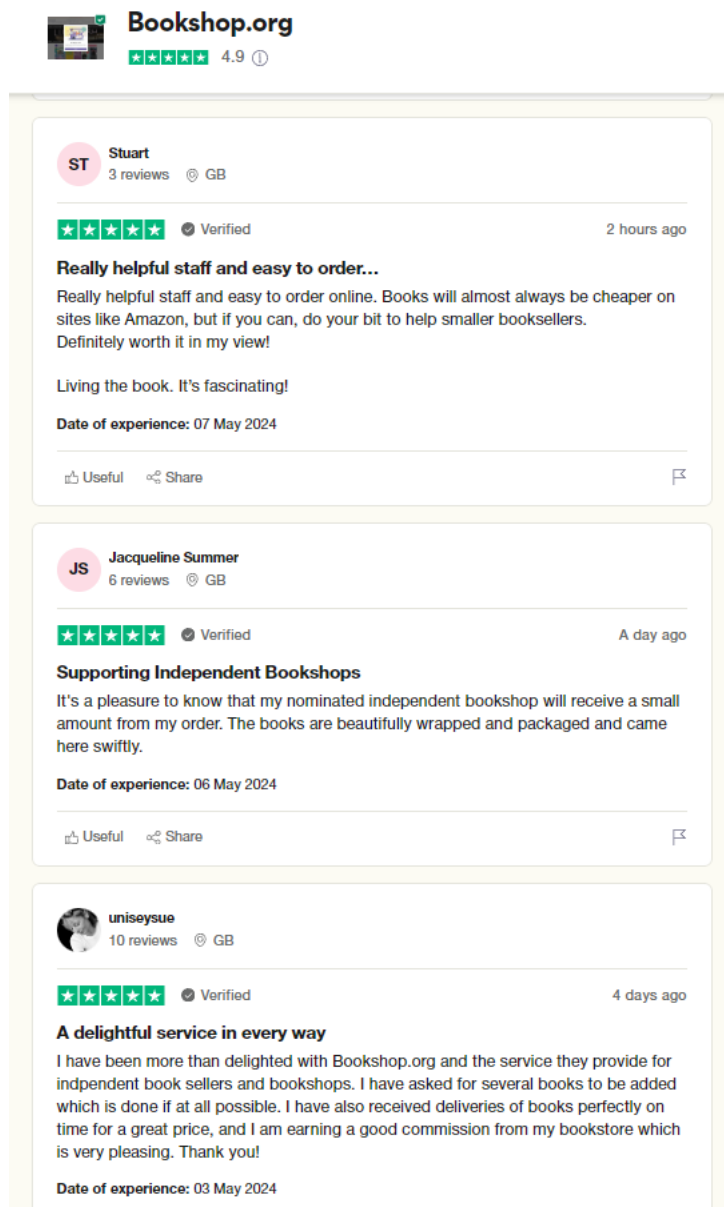 Bookshop.org
4.9
ST
Stuart
3 reviews GB
Verified
2 hours ago
Really helpful staff and easy to order…
Really helpful staff and easy to order online. Books will almost always be cheaper on
sites like Amazon, but if you can, do your bit to help smaller booksellers.
Definitely worth it in my view!
Living the book. It's fascinating!
Date of experience: 07 May 2024
Useful Share
JS
Jacqueline Summer
6 reviews GB
Verified
A day ago
Supporting Independent Bookshops
It's a pleasure to know that my nominated independent bookshop will receive a small
amount from my order. The books are beautifully wrapped and packaged and came
here swiftly.
Date of experience: 06 May 2024
Useful Share
uniseysue
10 reviews GB
Verified
4 days ago
A delightful service in every way
I have been more than delighted with Bookshop.org and the service they provide for
indpendent book sellers and bookshops. I have asked for several books to be added
which is done if at all possible. I have also received deliveries of books perfectly on
time for a great price, and I am earning a good commission from my bookstore which
is very pleasing. Thank you!
Date of experience: 03 May 2024